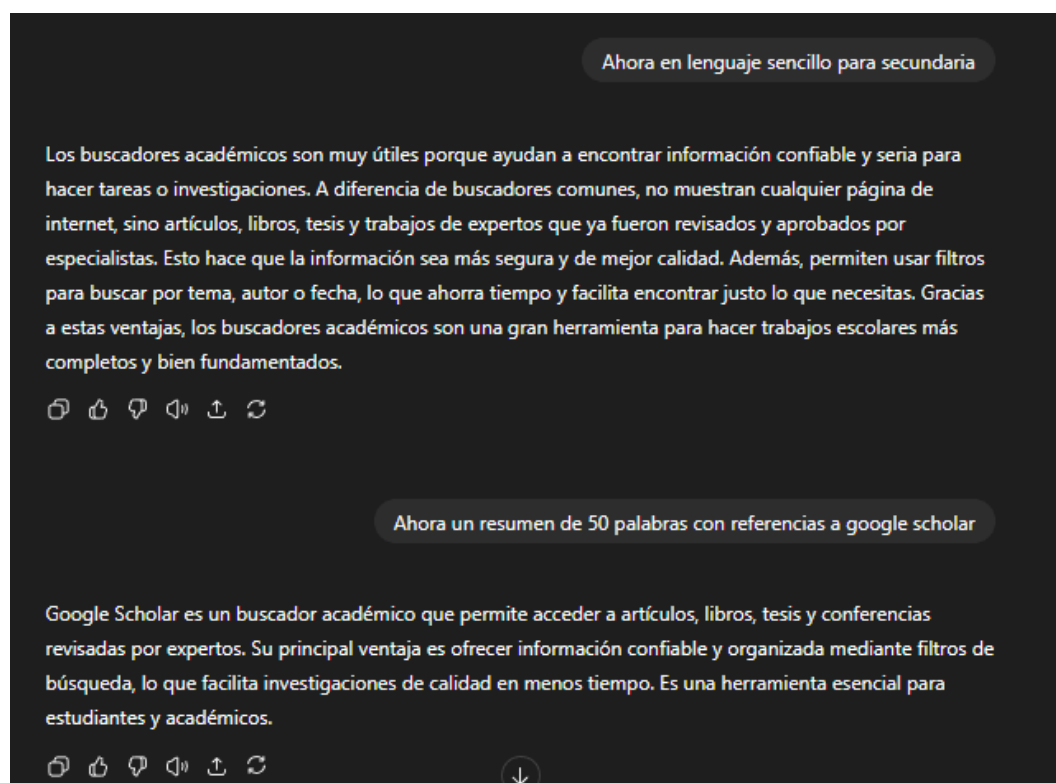 Ahora en lenguaje sencillo para secundaria
Los buscadores académicos son muy útiles porque ayudan a encontrar información confiable y seria para
hacer tareas o investigaciones. A diferencia de buscadores comunes, no muestran cualquier página de
internet, sino artículos, libros, tesis y trabajos de expertos que ya fueron revisados y aprobados por
especialistas. Esto hace que la información sea más segura y de mejor calidad. Además, permiten usar filtros
para buscar por tema, autor o fecha, lo que ahorra tiempo y facilita encontrar justo lo que necesitas. Gracias
a estas ventajas, los buscadores académicos son una gran herramienta para hacer trabajos escolares más
completos y bien fundamentados.
Ahora un resumen de 50 palabras con referencias a google scholar
Google Scholar es un buscador académico que permite acceder a artículos, libros, tesis y conferencias
revisadas por expertos. Su principal ventaja es ofrecer información confiable y organizada mediante filtros de
búsqueda, lo que facilita investigaciones de calidad en menos tiempo. Es una herramienta esencial para
estudiantes y académicos.